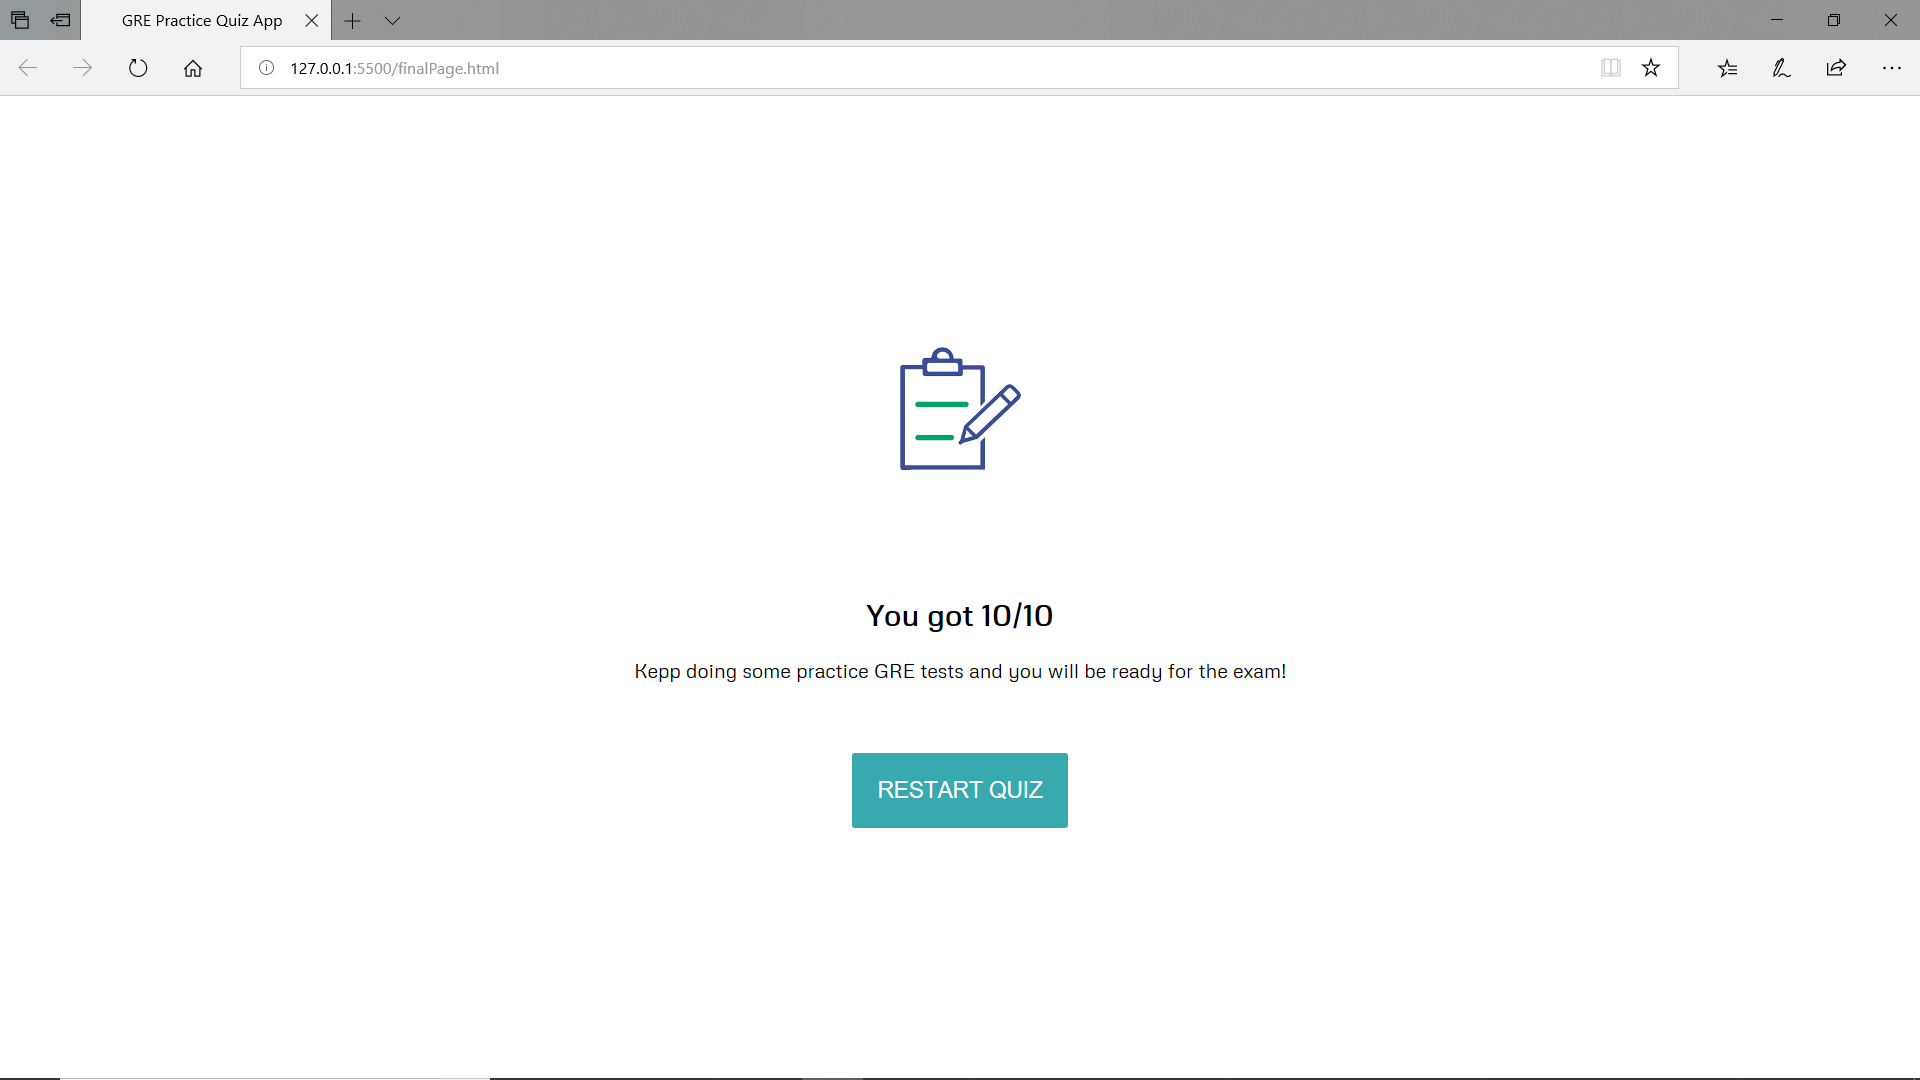 GRE Practice Quiz App
127.0.0.1:5500/finalPage.html
You got 10/10
Kepp doing some practice GRE tests and you will be ready for the exam!
RESTART QUIZ